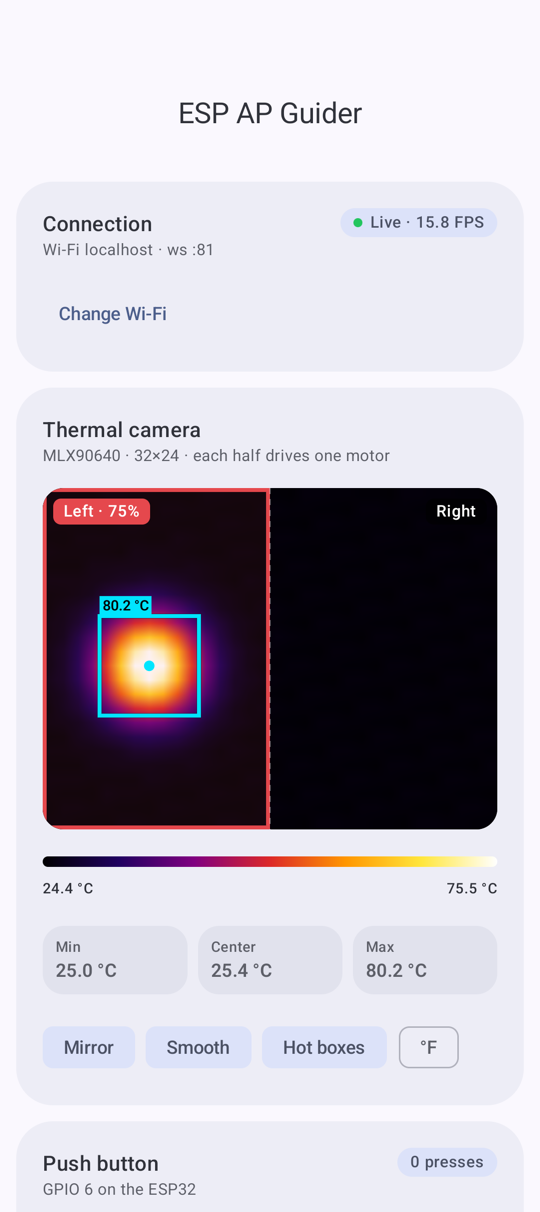 ESP AP Guider
Connection
Live · 15.8 FPS
Wi-Fi localhost · ws :81
Change Wi-Fi
Thermal camera
MLX90640 · 32×24 · each half drives one motor
Left · 75%
Right
80.2 °C
24.4 °C
75.5 °C
Min
25.0 °C
Center
25.4 °C
Max
80.2 °C
Mirror
Smooth
Hot boxes
°F
Push button
0 presses
GPIO 6 on the ESP32